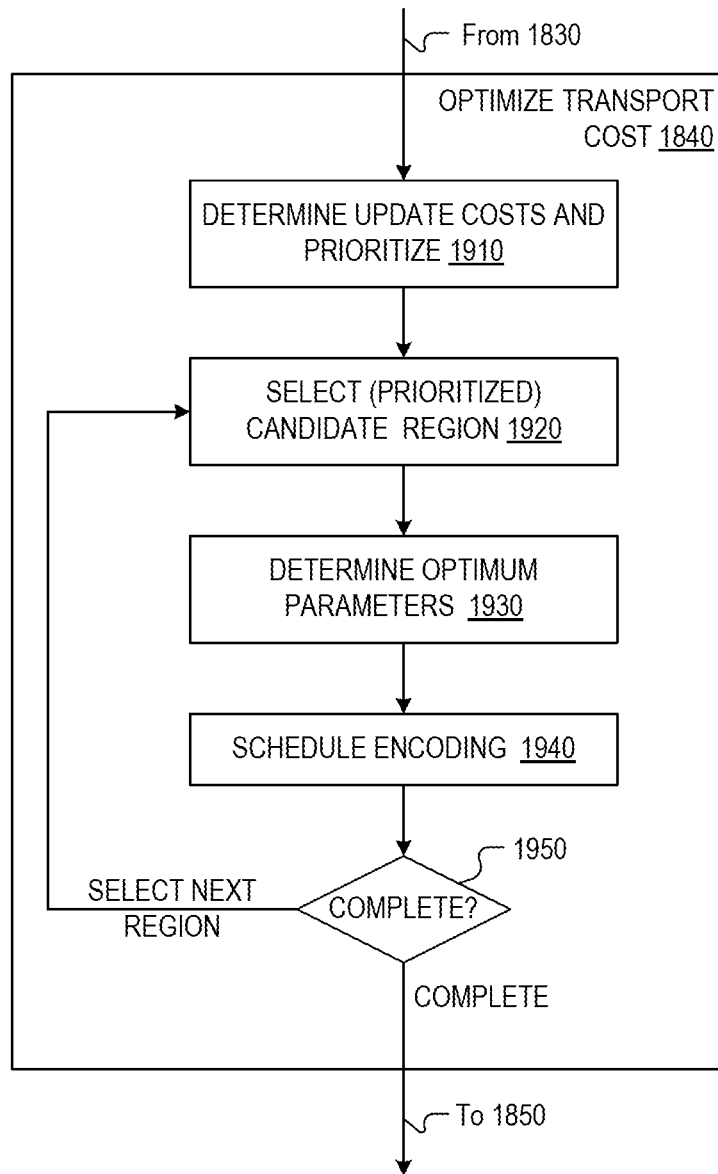 From 1830
OPTIMIZE TRANSPORT
COST 1840
DETERMINE UPDATE COSTS AND
PRIORITIZE 1910
SELECT (PRIORITIZED)
CANDIDATE REGION 1920
DETERMINE OPTIMUM
PARAMETERS 1930
SCHEDULE ENCODING 1940
1950
SELECT NEXT
REGION
COMPLETE?
COMPLETE
To 1850